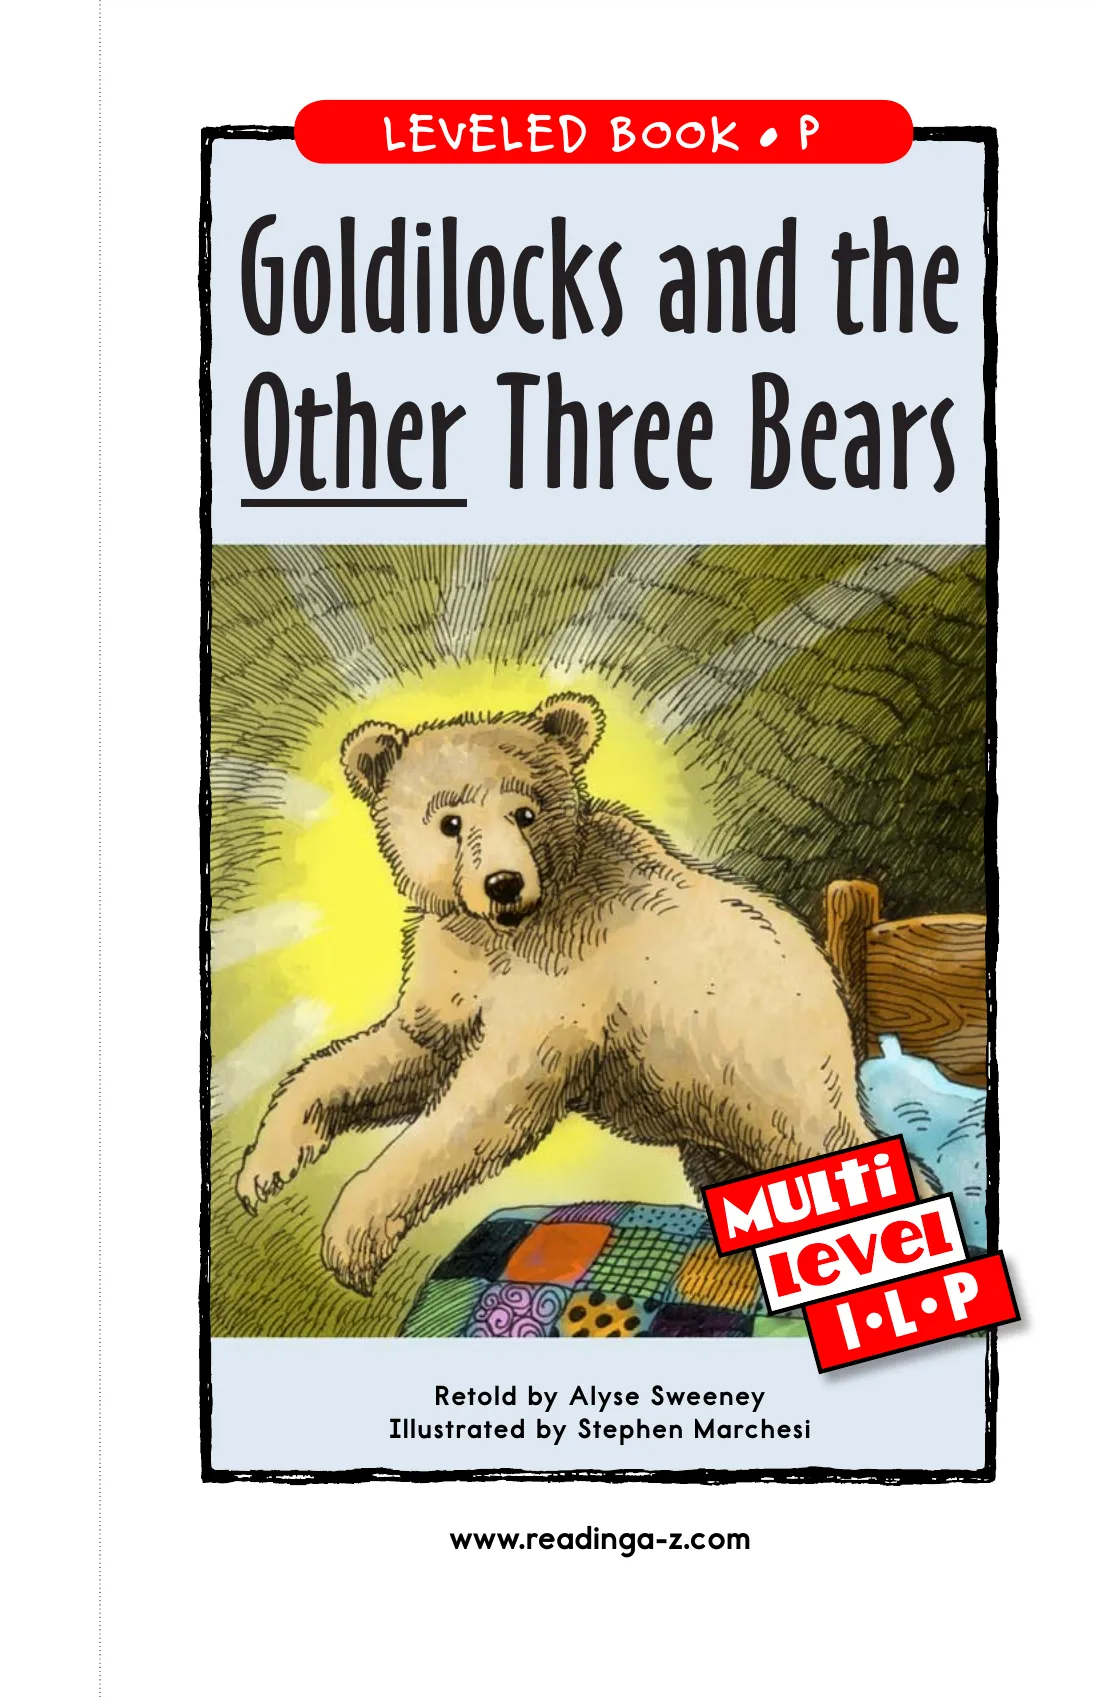 LEVELED BOOK • P
Goldilocks and the
Other Three Bears
Multi
level
I•L•P
Retold by Alyse Sweeney
Illustrated by Stephen Marchesi
www.readinga-z.com